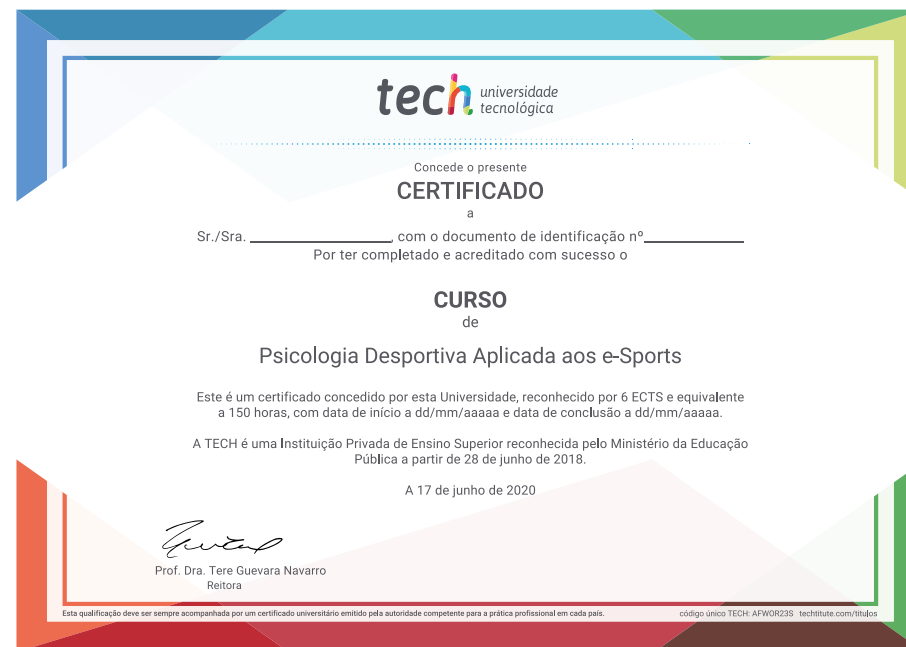 tech universidade
tecnológica
Concede o presente
CERTIFICADO
a
Sr./Sra. ____________________, com o documento de identificação nº______________
Por ter completado e acreditado com sucesso o
CURSO
de
Psicologia Desportiva Aplicada aos e-Sports
Este é um certificado concedido por esta Universidade, reconhecido por 6 ECTS e equivalente
a 150 horas, com data de início a dd/mm/aaaaa e data de conclusão a dd/mm/aaaaa.
A TECH é uma Instituição Privada de Ensino Superior reconhecida pelo Ministério da Educação
Pública a partir de 28 de junho de 2018.
A 17 de junho de 2020
Prof. Dra. Tere Guevara Navarro
Reitora
Esta qualificação deve ser sempre acompanhada por um certificado universitário emitido pela autoridade competente para a prática profissional em cada país.
código único TECH: AFWOR23S techtitute.com/titulos